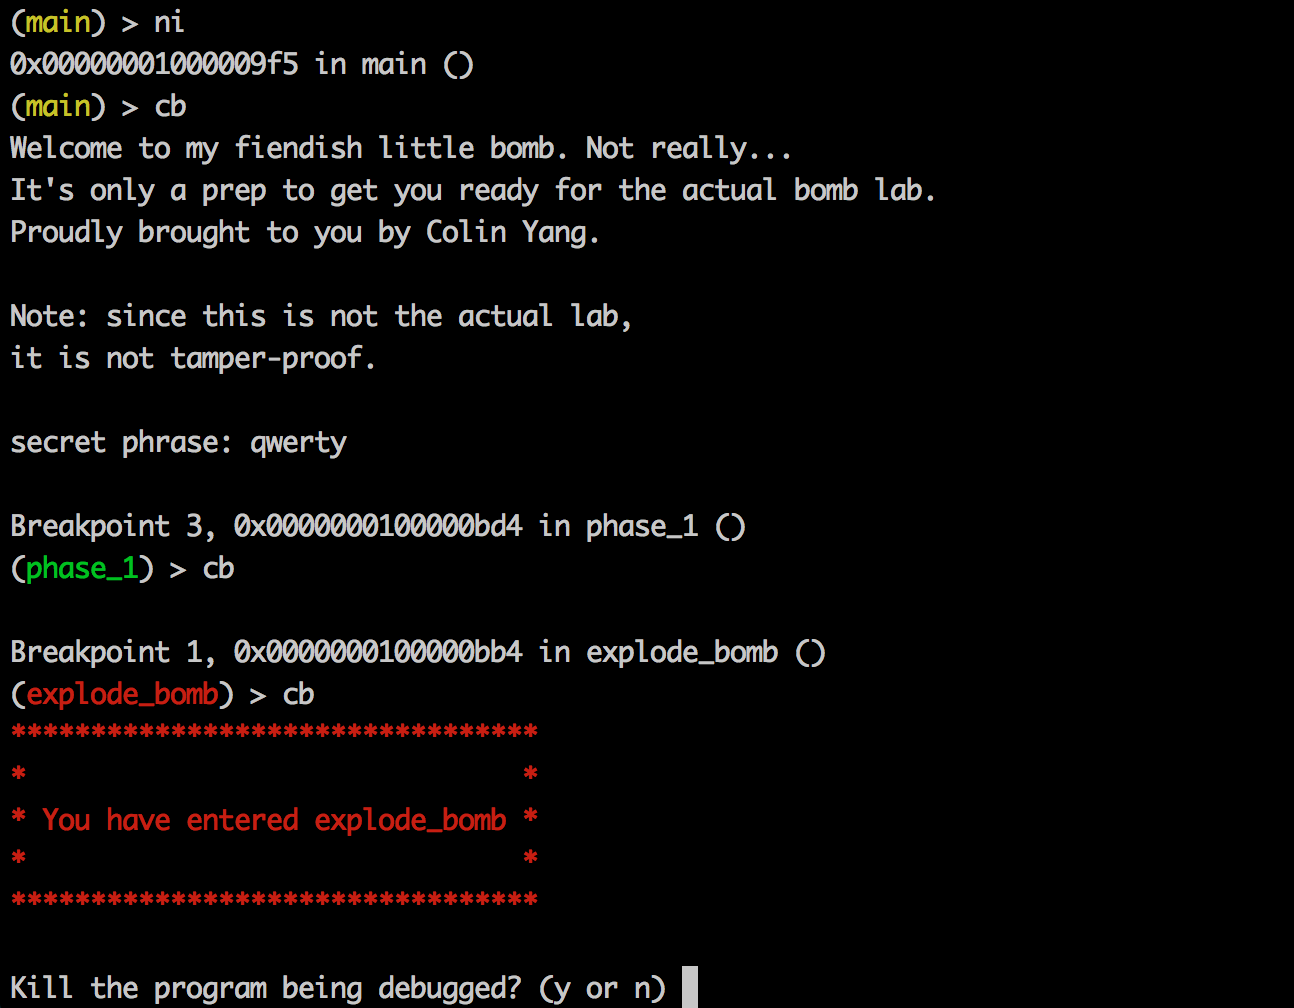 (main) > ni
0x00000001000009f5 in main ()
(main) > cb
Welcome to my fiendish little bomb. Not really...
It's only a prep to get you ready for the actual bomb lab.
Proudly brought to you by Colin Yang.
Note: since this is not the actual lab,
it is not tamper-proof.
secret phrase: qwerty
Breakpoint 3, 0x0000000100000bd4 in phase_1 ()
(phase_1) > cb
Breakpoint 1, 0x0000000100000bb4 in explode_bomb ()
(explode_bomb) > cb
*********************************
*                               *
* You have entered explode_bomb *
*                               *
*********************************
Kill the program being debugged? (y or n)